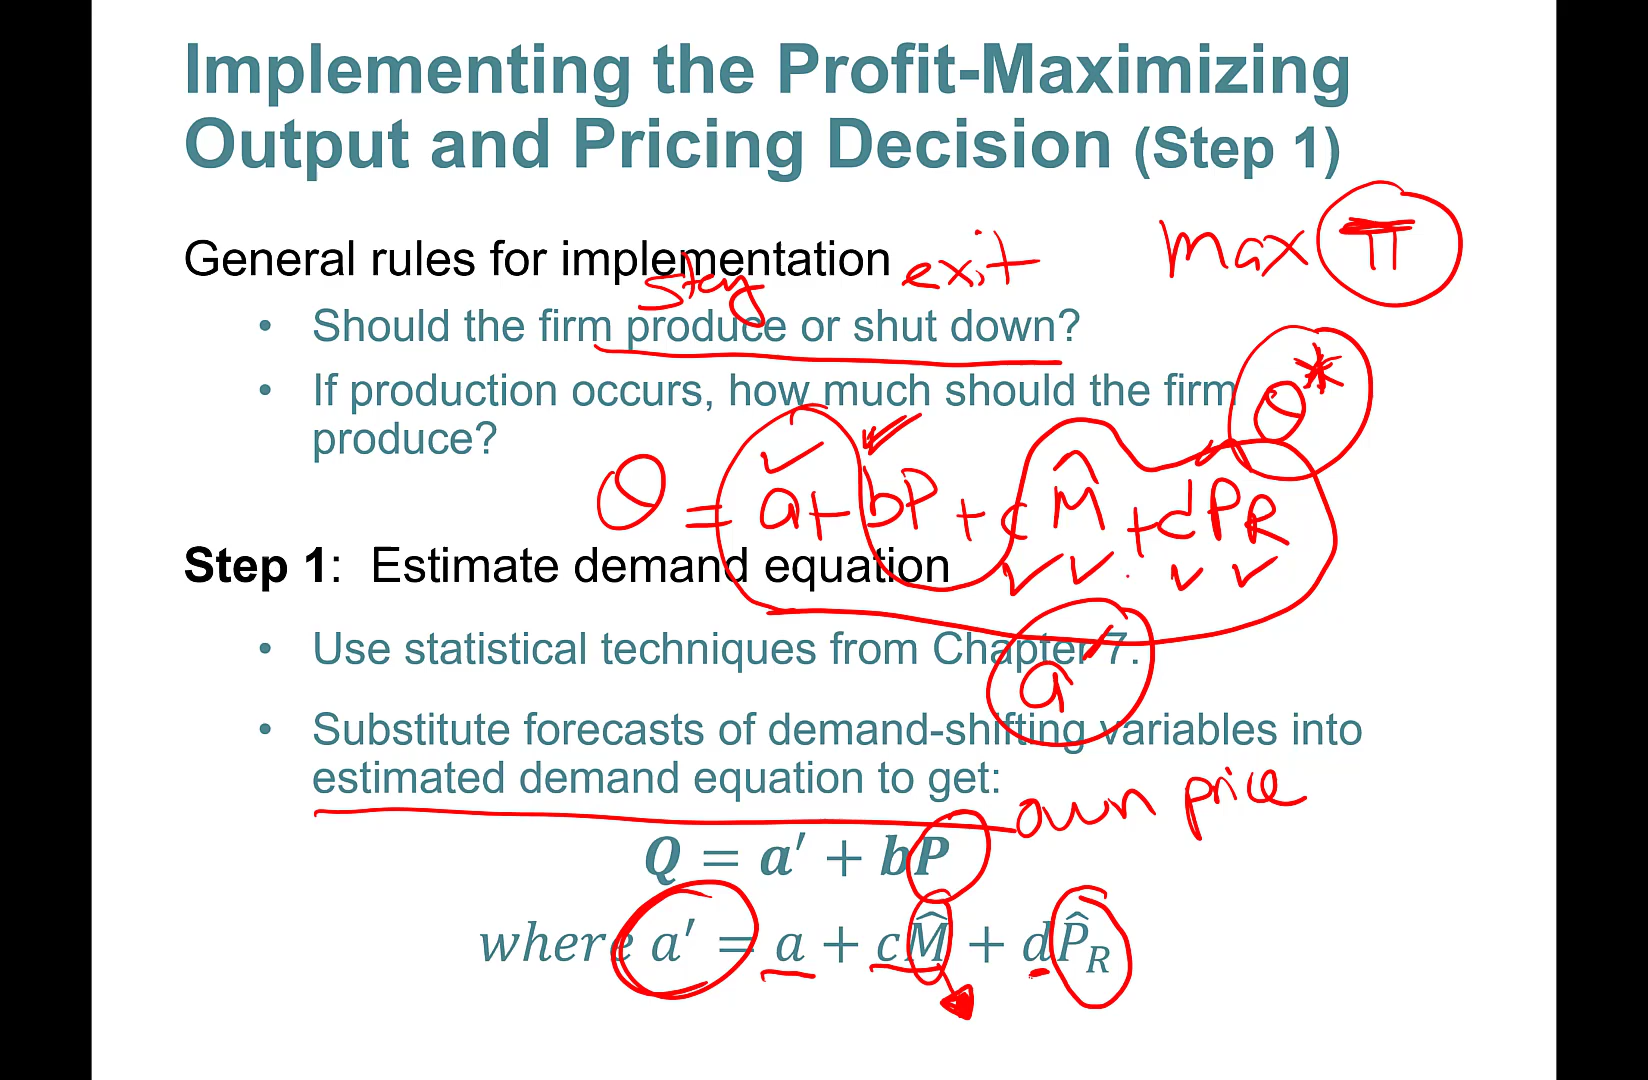 Implementing the Profit-Maximizing
Output and Pricing Decision (Step 1)
max π
General rules for implementation
exit
stay
• Should the firm produce or shut down?
Q*
• If production occurs, how much should the firm
produce?
Q = a + bP + cM̂ + dP̂R
Step 1: Estimate demand equation
• Use statistical techniques from Chapter 7.
a′
• Substitute forecasts of demand-shifting variables into
estimated demand equation to get:
own price
Q = a′ + bP
where a′ = a + cM̂ + dP̂R